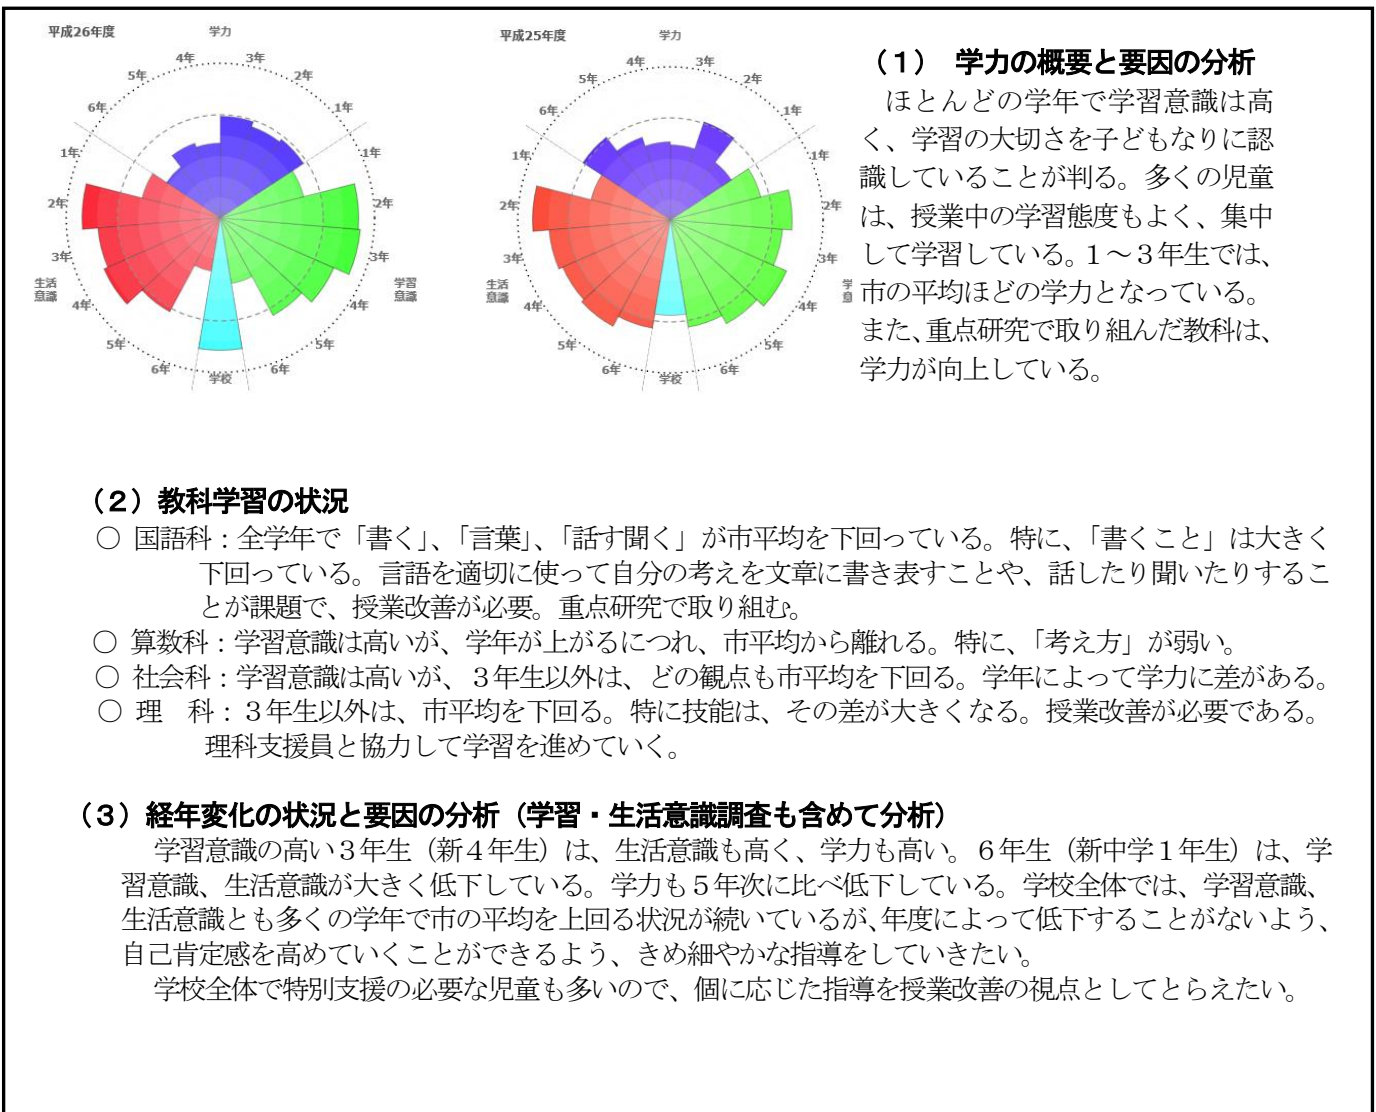 平成26年度
学力
4年
3年
5年
2年
6年
1年
1年
1年
2年
2年
3年
3年
生活
意識
学習
意識
4年
4年
5年
5年
6年
6年
学校
平成25年度
学力
4年
3年
5年
2年
6年
1年
1年
1年
2年
2年
3年
3年
生活
意識
学
意
4年
4年
5年
5年
6年
6年
学校
（１） 学力の概要と要因の分析
ほとんどの学年で学習意識は高
く、学習の大切さを子どもなりに認
識していることが判る。多くの児童
は、授業中の学習態度もよく、集中
して学習している。１～３年生では、
市の平均ほどの学力となっている。
また、重点研究で取り組んだ教科は、
学力が向上している。
（２）教科学習の状況
○ 国語科：全学年で「書く」、「言葉」、「話す聞く」が市平均を下回っている。特に、「書くこと」は大きく
下回っている。言語を適切に使って自分の考えを文章に書き表すことや、話したり聞いたりするこ
とが課題で、授業改善が必要。重点研究で取り組む。
○ 算数科：学習意識は高いが、学年が上がるにつれ、市平均から離れる。特に、「考え方」が弱い。
○ 社会科：学習意識は高いが、３年生以外は、どの観点も市平均を下回る。学年によって学力に差がある。
○ 理　科：３年生以外は、市平均を下回る。特に技能は、その差が大きくなる。授業改善が必要である。
理科支援員と協力して学習を進めていく。
（３）経年変化の状況と要因の分析（学習・生活意識調査も含めて分析）
学習意識の高い３年生（新４年生）は、生活意識も高く、学力も高い。６年生（新中学１年生）は、学
習意識、生活意識が大きく低下している。学力も５年次に比べ低下している。学校全体では、学習意識、
生活意識とも多くの学年で市の平均を上回る状況が続いているが、年度によって低下することがないよう、
自己肯定感を高めていくことができるよう、きめ細やかな指導をしていきたい。
学校全体で特別支援の必要な児童も多いので、個に応じた指導を授業改善の視点としてとらえたい。